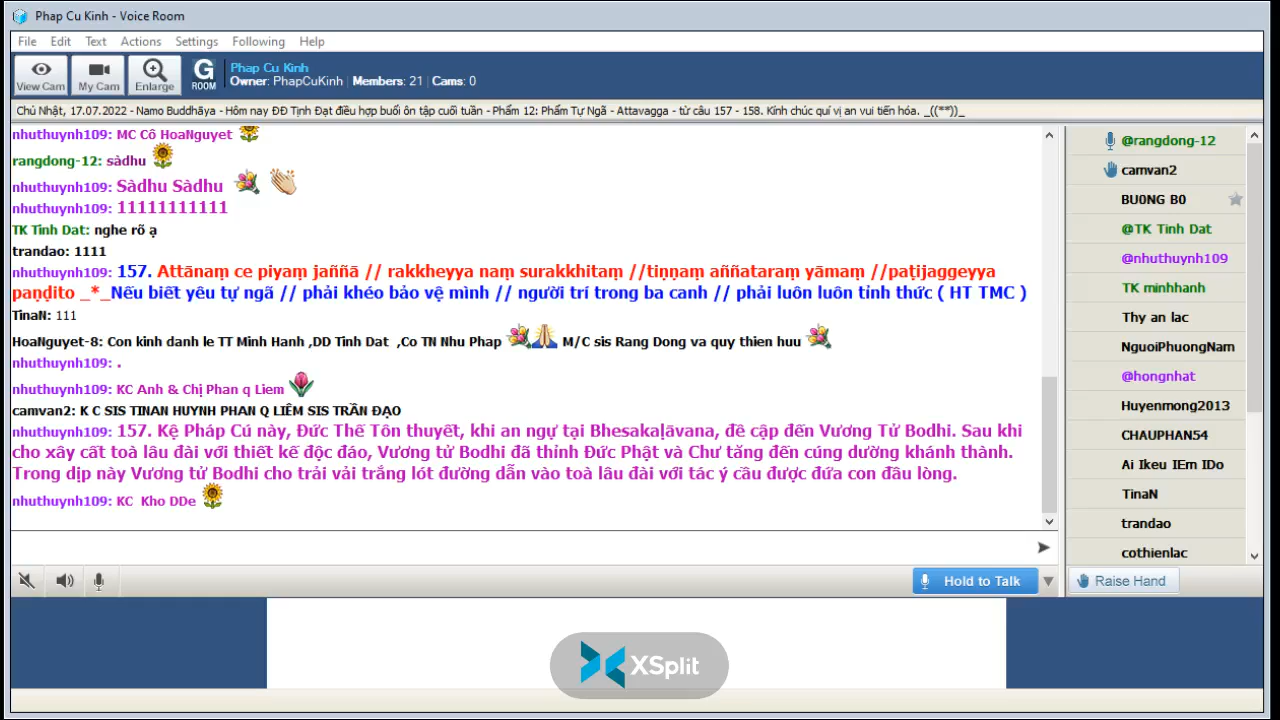 Phap Cu Kinh - Voice Room
File Edit Text Actions Settings Following Help
View Cam My Cam Enlarge G ROOM
Phap Cu Kinh
Owner: PhapCuKinh | Members: 21 | Cams: 0
Chủ Nhật, 17.07.2022 - Namo Buddhāya - Hôm nay ĐĐ Tịnh Đạt điều hợp buổi ôn tập cuối tuần - Phẩm 12: Phẩm Tự Ngã - Attavagga - từ câu 157 - 158. Kính chúc quí vị an vui tiến hóa. _((**))_
nhuthuynh109: MC Cô HoaNguyet
rangdong-12: sàdhu
nhuthuynh109: Sàdhu Sàdhu
nhuthuynh109: 11111111111
TK Tinh Dat: nghe rõ ạ
trandao: 1111
nhuthuynh109: 157. Attānaṃ ce piyaṃ jaññā // rakkheyya naṃ surakkhitaṃ //tiṇṇaṃ aññataraṃ yāmaṃ //paṭijaggeyya
paṇḍito _*_Nếu biết yêu tự ngã // phải khéo bảo vệ mình // người trí trong ba canh // phải luôn luôn tỉnh thức ( HT TMC )
TinaN: 111
HoaNguyet-8: Con kinh danh le TT Minh Hanh ,DD Tinh Dat ,Co TN Nhu Phap M/C sis Rang Dong va quy thien huu
nhuthuynh109: .
nhuthuynh109: KC Anh & Chị Phan q Liem
camvan2: K C SIS TINAN HUYNH PHAN Q LIÊM SIS TRẦN ĐẠO
nhuthuynh109: 157. Kệ Pháp Cú này, Đức Thế Tôn thuyết, khi an ngự tại Bhesakaḷāvana, đề cập đến Vương Tử Bodhi. Sau khi
cho xây cất toà lâu đài với thiết kế độc đáo, Vương tử Bodhi đã thỉnh Đức Phật và Chư tăng đến cúng dường khánh thành.
Trong dịp này Vương tử Bodhi cho trải vải trắng lót đường dẫn vào toà lâu đài với tác ý cầu được đứa con đầu lòng.
nhuthuynh109: KC Kho DDe
@rangdong-12
camvan2
BU0NG B0
@TK Tinh Dat
@nhuthuynh109
TK minhhanh
Thy an lac
NguoiPhuongNam
@hongnhat
Huyenmong2013
CHAUPHAN54
Ai Ikeu IEm IDo
TinaN
trandao
cothienlac
Hold to Talk
Raise Hand
XSplit